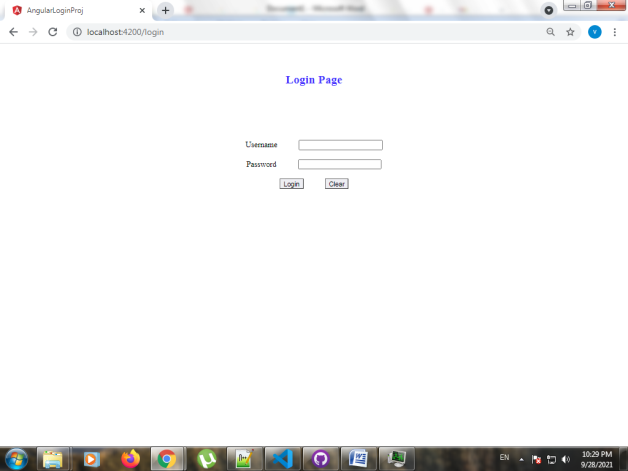 AngularLoginProj
localhost:4200/login
v
Login Page
Username
Password
Login
Clear
EN
10:29 PM
9/28/2021